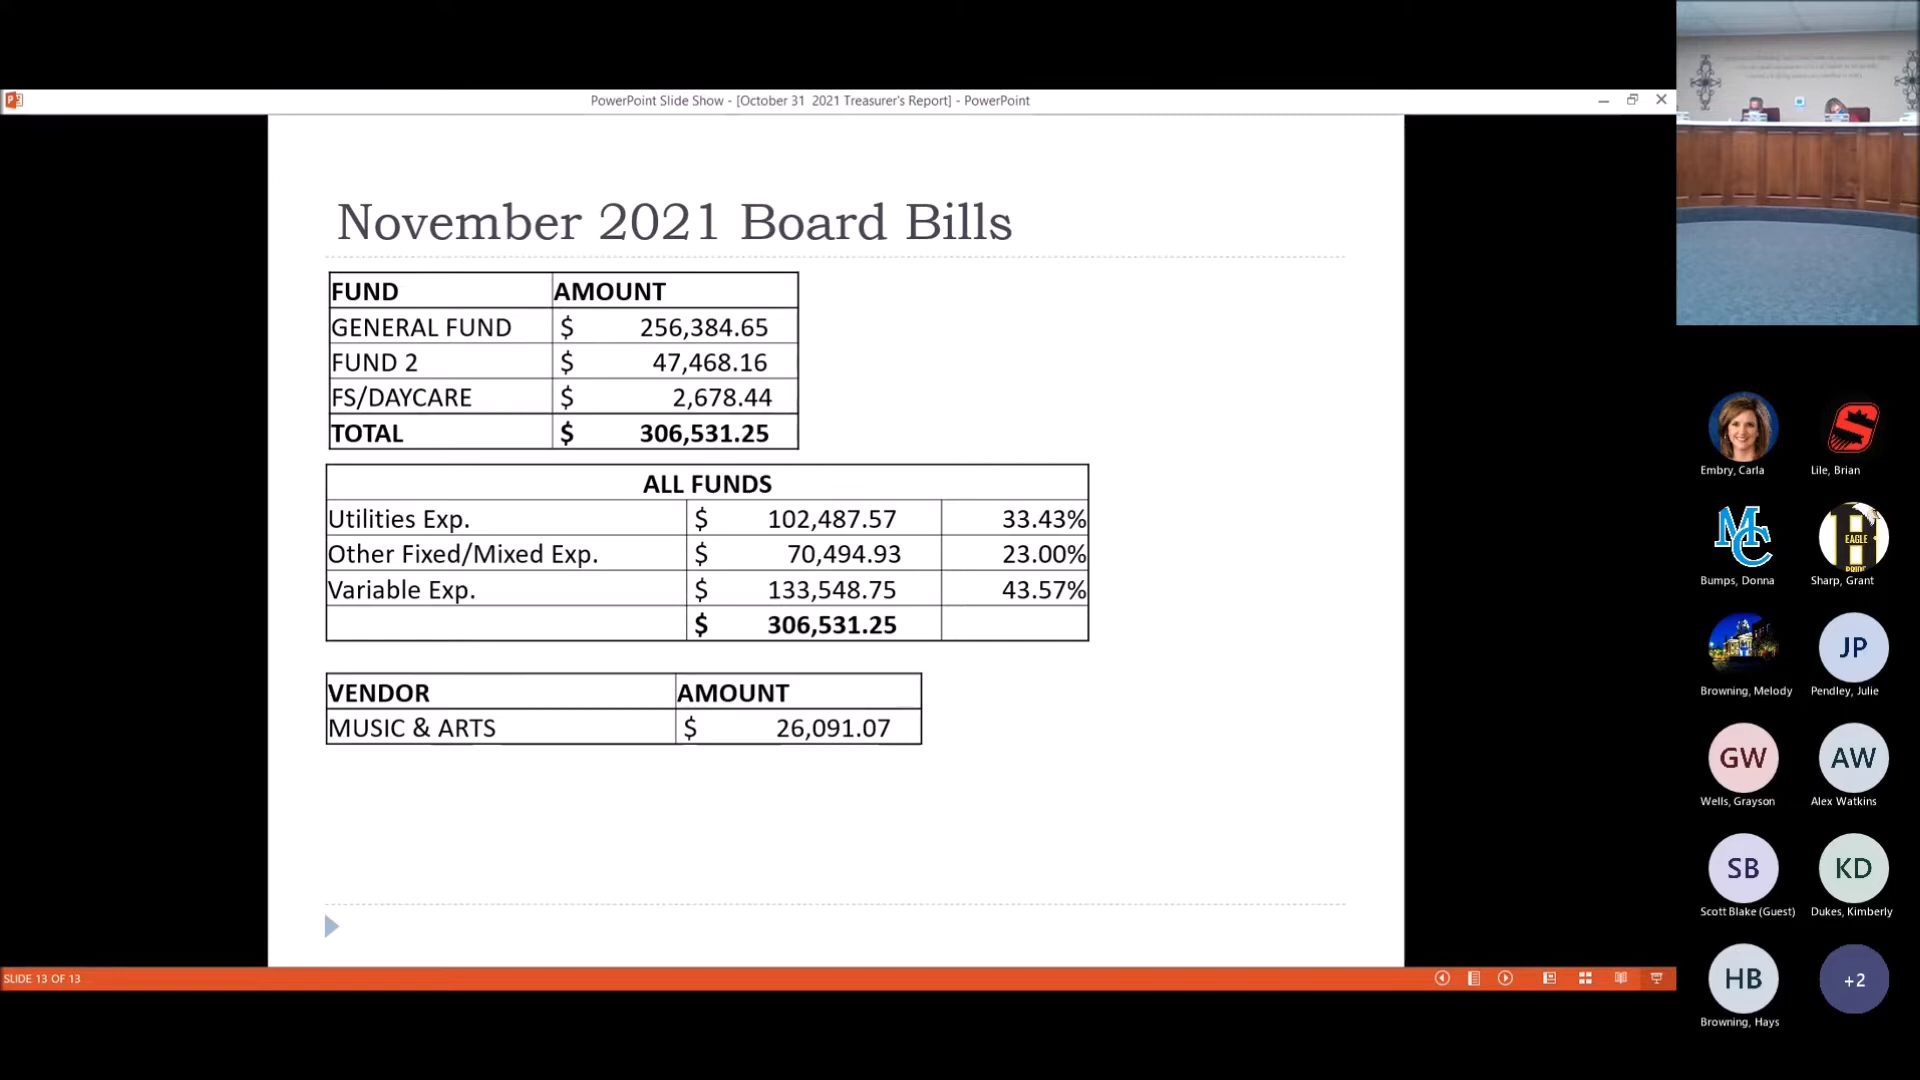 PowerPoint Slide Show - [October 31 2021 Treasurer's Report] - PowerPoint
November 2021 Board Bills
FUND AMOUNT
GENERAL FUND $ 256,384.65
FUND 2 $ 47,468.16
FS/DAYCARE $ 2,678.44
TOTAL $ 306,531.25
ALL FUNDS
Utilities Exp. $ 102,487.57 33.43%
Other Fixed/Mixed Exp. $ 70,494.93 23.00%
Variable Exp. $ 133,548.75 43.57%
$ 306,531.25
VENDOR AMOUNT
MUSIC & ARTS $ 26,091.07
SLIDE 13 OF 13
S
Embry, Carla
Lile, Brian
MC
H
EAGLE
PRIDE
Bumps, Donna
Sharp, Grant
JP
Browning, Melody
Pendley, Julie
GW
AW
Wells, Grayson
Alex Watkins
SB
KD
Scott Blake (Guest)
Dukes, Kimberly
HB
+2
Browning, Hays